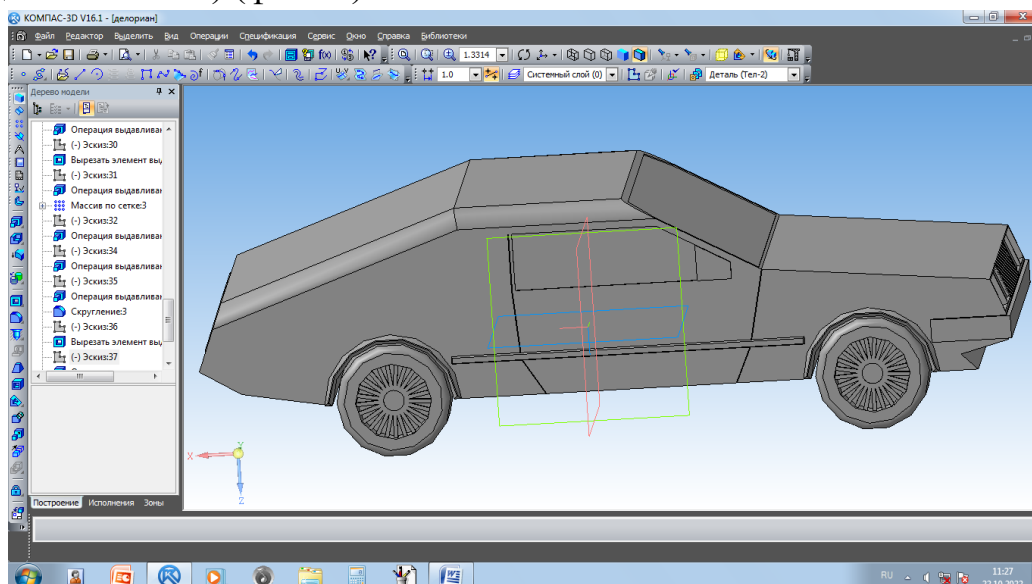 КОМПАС-3D V16.1 - [делориан]
Файл Редактор Выделить Вид Операции Спецификация Сервис Окно Справка Библиотеки
1.3314
1.0 Системный слой (0) Деталь (Тел-2)
Дерево модели
Операция выдавливан
(-) Эскиз:30
Вырезать элемент вы
(-) Эскиз:31
Операция выдавливан
Массив по сетке:3
(-) Эскиз:32
Операция выдавливан
(-) Эскиз:34
Операция выдавливан
(-) Эскиз:35
Операция выдавливан
Скругление:3
(-) Эскиз:36
Вырезать элемент вы
(-) Эскиз:37
X
Y
Z
Построение Исполнения Зоны
RU
11:27